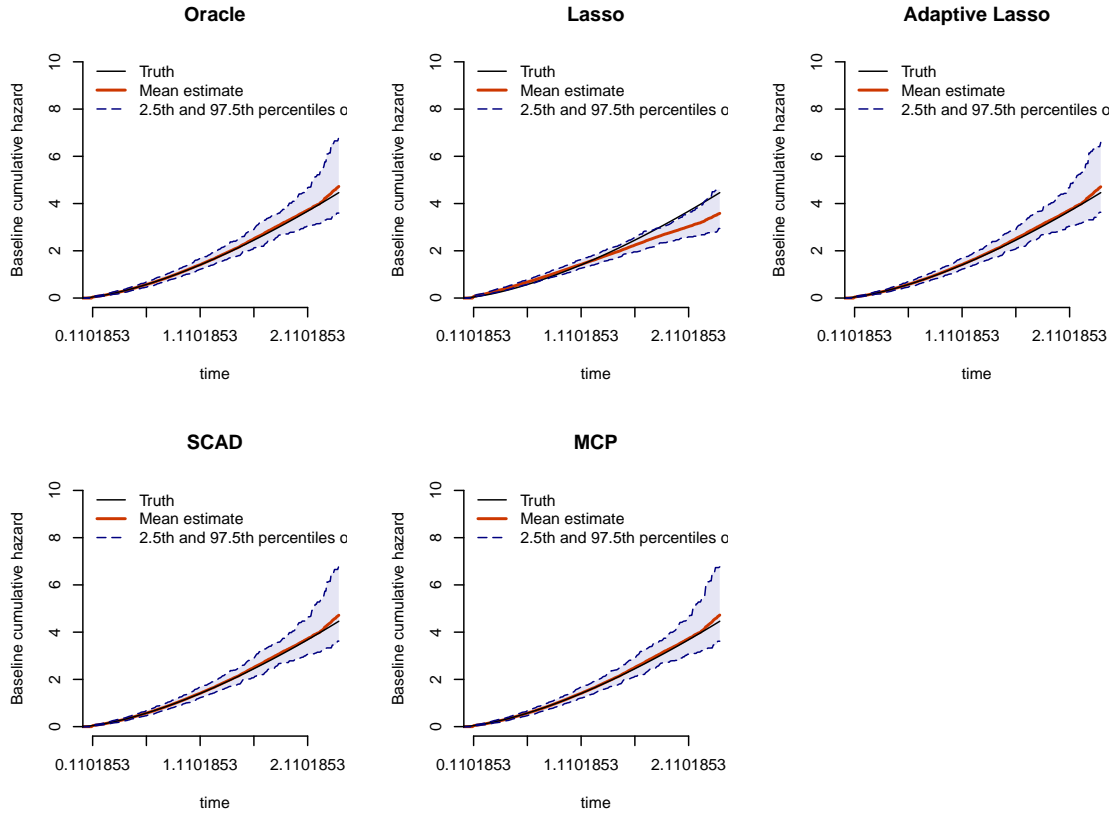 Oracle
Baseline cumulative hazard
0
2
4
6
8
10
Truth
Mean estimate
2.5th and 97.5th percentiles o
0.1101853
1.1101853
2.1101853
time
Lasso
Baseline cumulative hazard
0
2
4
6
8
10
Truth
Mean estimate
2.5th and 97.5th percentiles o
0.1101853
1.1101853
2.1101853
time
Adaptive Lasso
Baseline cumulative hazard
0
2
4
6
8
10
Truth
Mean estimate
2.5th and 97.5th percentiles o
0.1101853
1.1101853
2.1101853
time
SCAD
Baseline cumulative hazard
0
2
4
6
8
10
Truth
Mean estimate
2.5th and 97.5th percentiles o
0.1101853
1.1101853
2.1101853
time
MCP
Baseline cumulative hazard
0
2
4
6
8
10
Truth
Mean estimate
2.5th and 97.5th percentiles o
0.1101853
1.1101853
2.1101853
time